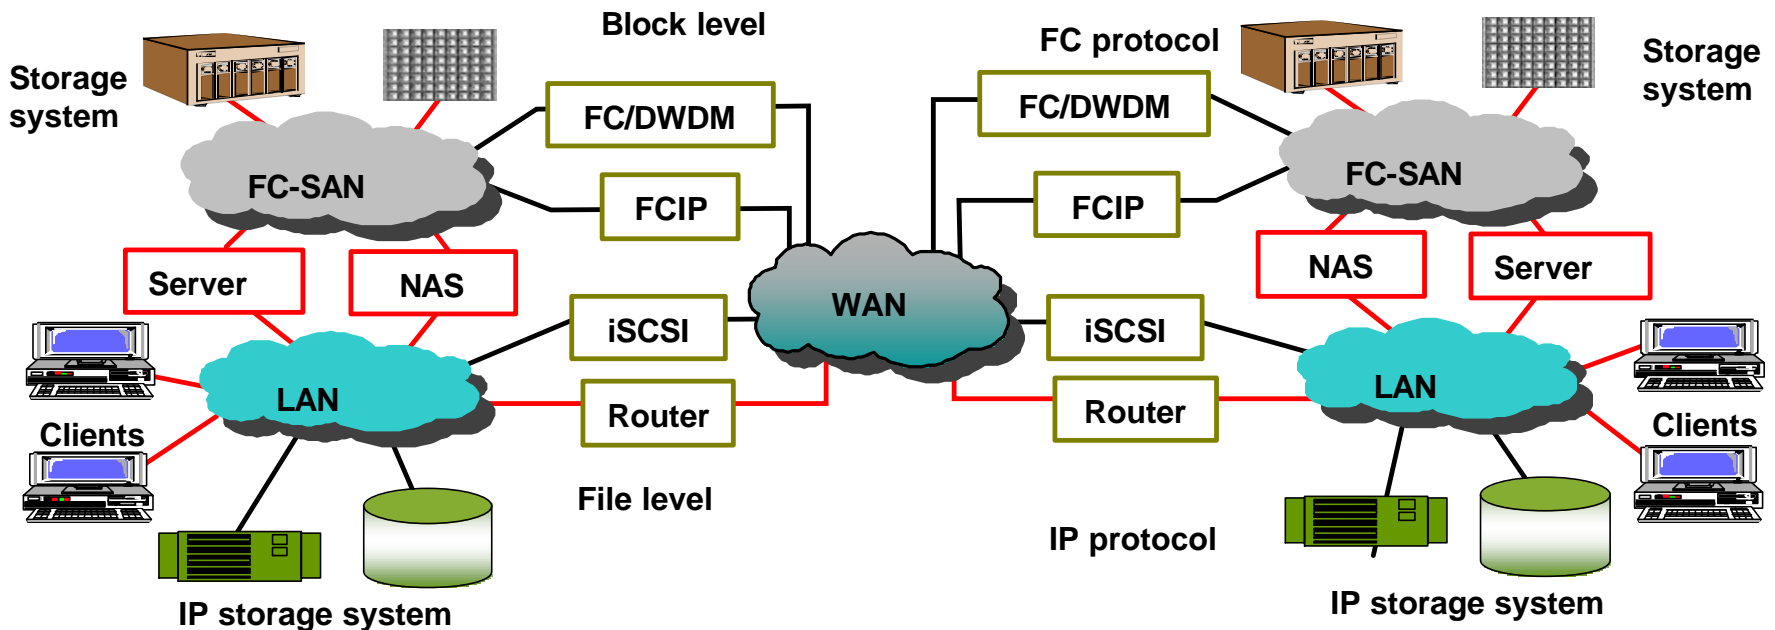 Block level
FC protocol
Storage
system
Storage
system
FC/DWDM
FC/DWDM
FC-SAN
FC-SAN
FCIP
FCIP
Server
NAS
NAS
Server
WAN
iSCSI
iSCSI
LAN
LAN
Router
Router
Clients
Clients
File level
IP protocol
IP storage system
IP storage system